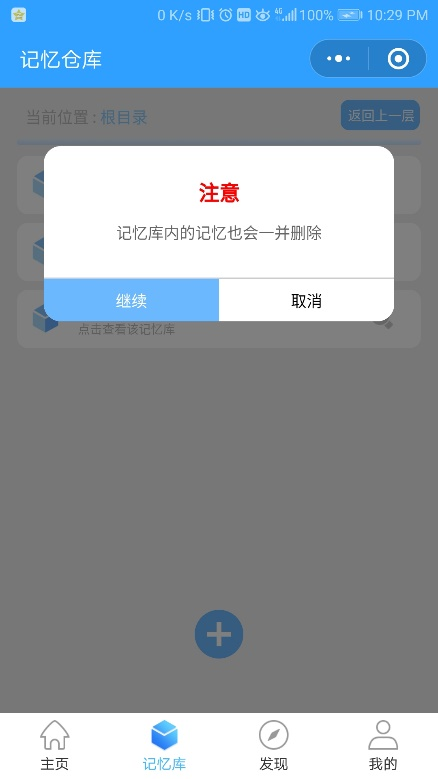 0 K/s HD 4G 100% 10:29 PM
记忆仓库
当前位置 : 根目录
返回上一层
注意
记忆库内的记忆也会一并删除
继续
取消
点击查看该记忆库
主页
记忆库
发现
我的